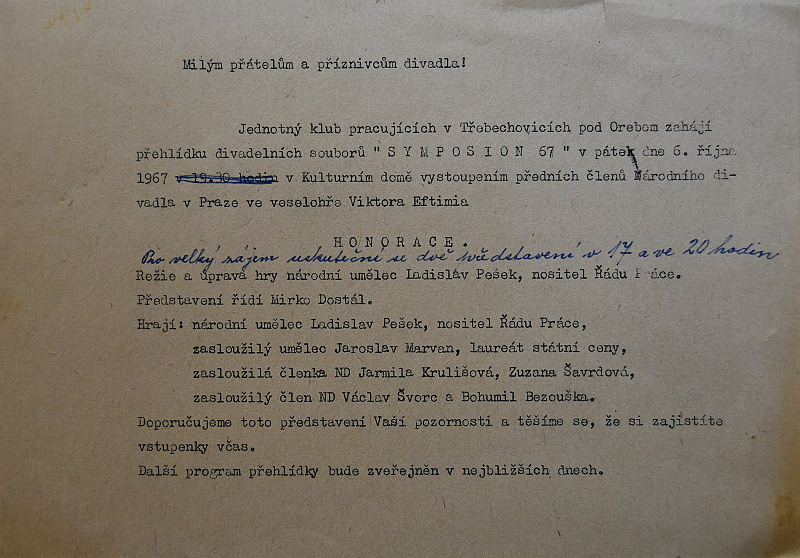 Milým přátelům a příznivcům divadla!
Jednotný klub pracujících v Třebechovicích pod Orebem zahájí
přehlídku divadelních souborů " S Y M P O S I O N 67 " v pátek dne 6. října
1967 v 19.30 hodin v Kulturním domě vystoupením předních členů Národního di-
vadla v Praze ve veselohře Viktora Eftimia
H O N O R A C E .
Pro velký zájem uskuteční se dvě představení v 17 a ve 20 hodin
Režie a úprava hry národní umělec Ladisláv Pešek, nositel Řádu Práce.
Představení řídí Mirko Dostál.
Hrají: národní umělec Ladislav Pešek, nositel Řádu Práce,
zasloužilý umělec Jaroslav Marvan, laureát státní ceny,
zasloužilá členka ND Jarmila Krulišová, Zuzana Šavrdová,
zasloužilý člen ND Václav Švorc a Bohumil Bezouška.
Doporučujeme toto představení Vaší pozornosti a těšíme se, že si zajistíte
vstupenky včas.
Další program přehlídky bude zveřejněn v nejbližších dnech.